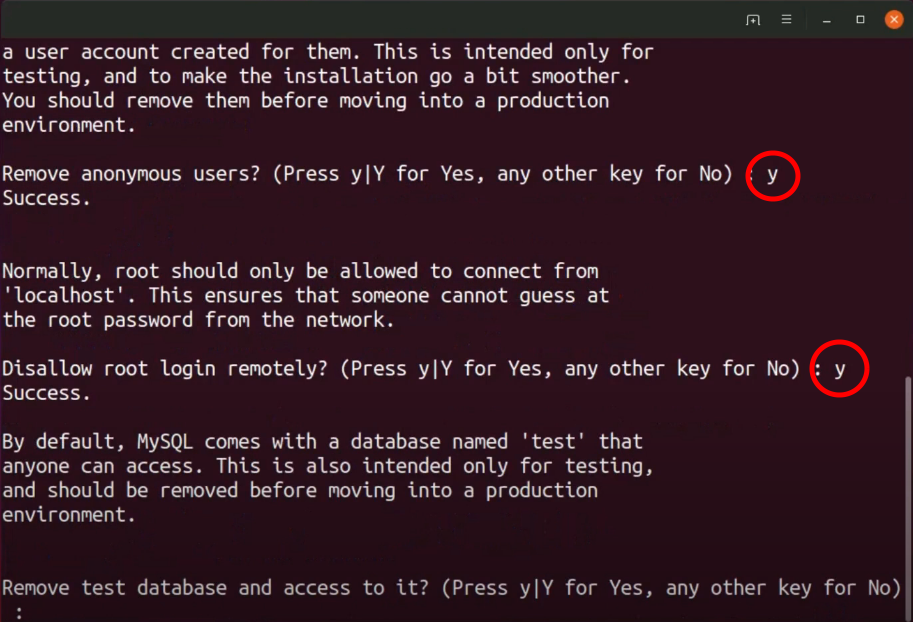 a user account created for them. This is intended only for
testing, and to make the installation go a bit smoother.
You should remove them before moving into a production
environment.
Remove anonymous users? (Press y|Y for Yes, any other key for No) : y
Success.
Normally, root should only be allowed to connect from
'localhost'. This ensures that someone cannot guess at
the root password from the network.
Disallow root login remotely? (Press y|Y for Yes, any other key for No) : y
Success.
By default, MySQL comes with a database named 'test' that
anyone can access. This is also intended only for testing,
and should be removed before moving into a production
environment.
Remove test database and access to it? (Press y|Y for Yes, any other key for No)
: